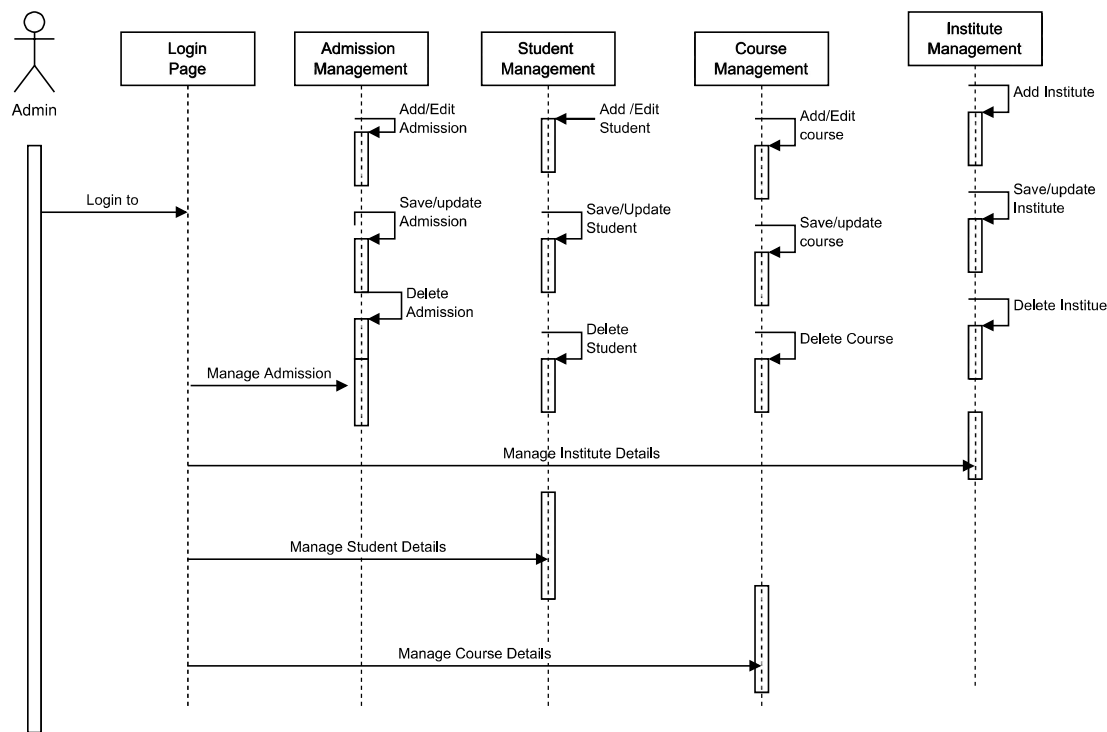 Admin
Login
Page
Admission
Management
Student
Management
Course
Management
Institute
Management
Add/Edit
Admission
Add /Edit
Student
Add/Edit
course
Add Institute
Login to
Save/update
Admission
Save/Update
Student
Save/update
course
Save/update
Institute
Delete
Admission
Delete
Student
Delete Course
Delete Institue
Manage Admission
Manage Institute Details
Manage Student Details
Manage Course Details